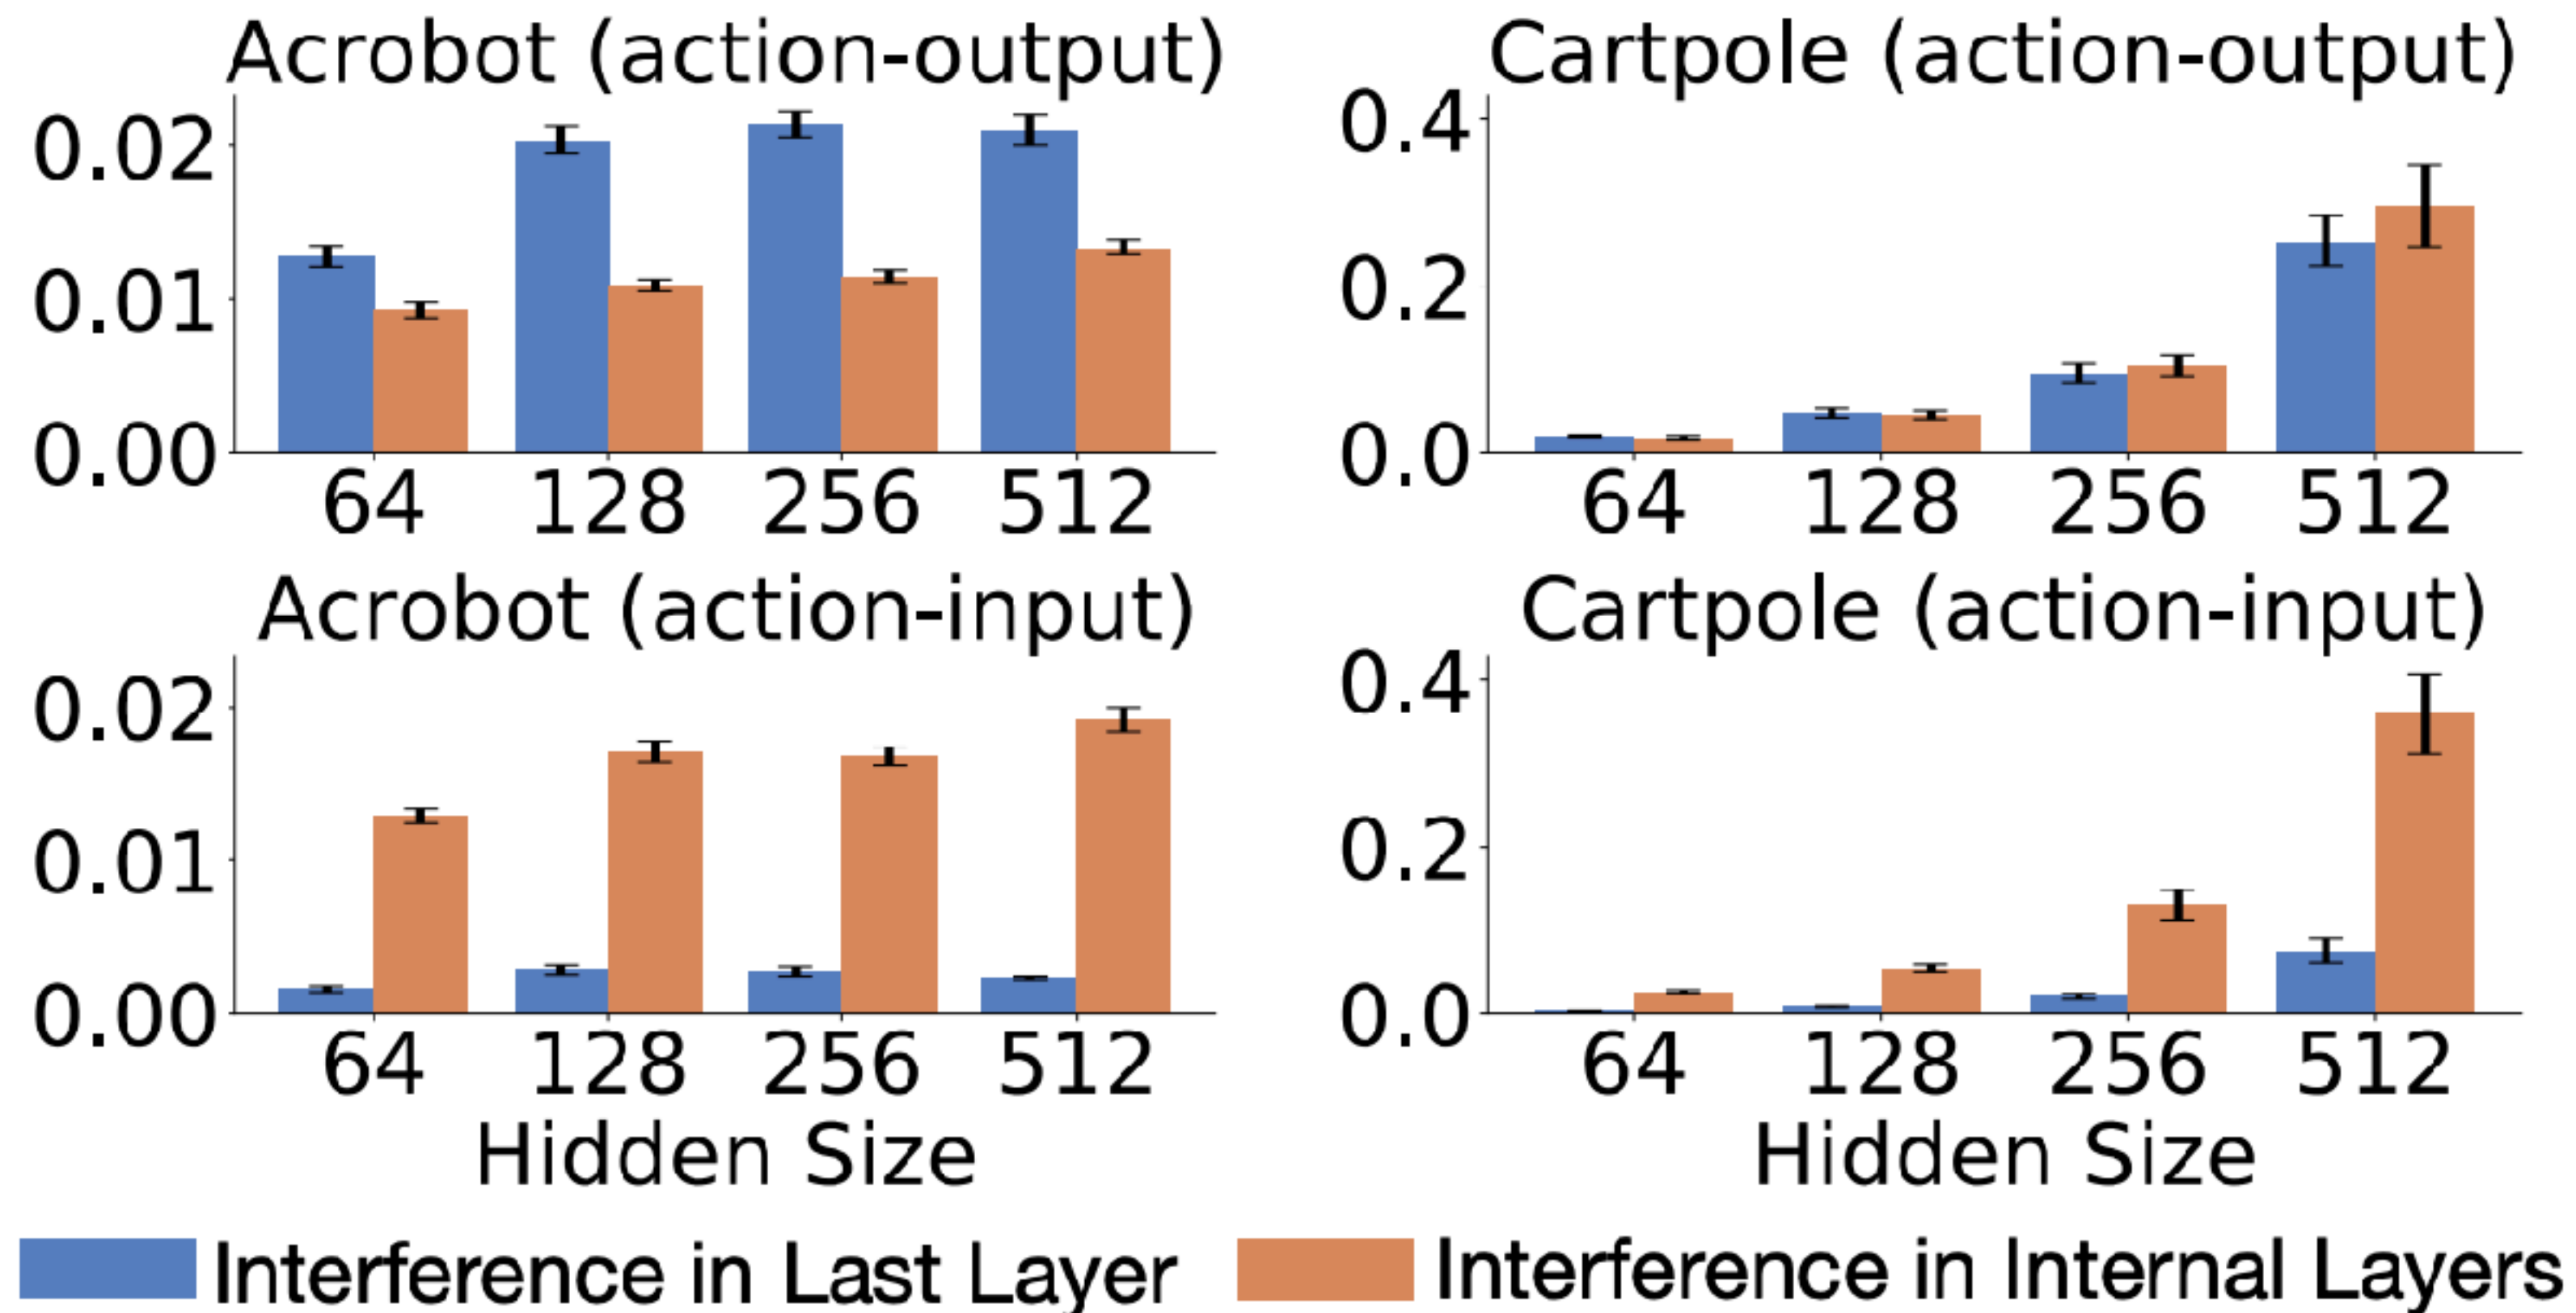 Acrobot (action-output)
0.02
0.01
0.00
64 128 256 512
Cartpole (action-output)
0.4
0.2
0.0
64 128 256 512
Acrobot (action-input)
0.02
0.01
0.00
64 128 256 512
Hidden Size
Cartpole (action-input)
0.4
0.2
0.0
64 128 256 512
Hidden Size
Interference in Last Layer
Interference in Internal Layers